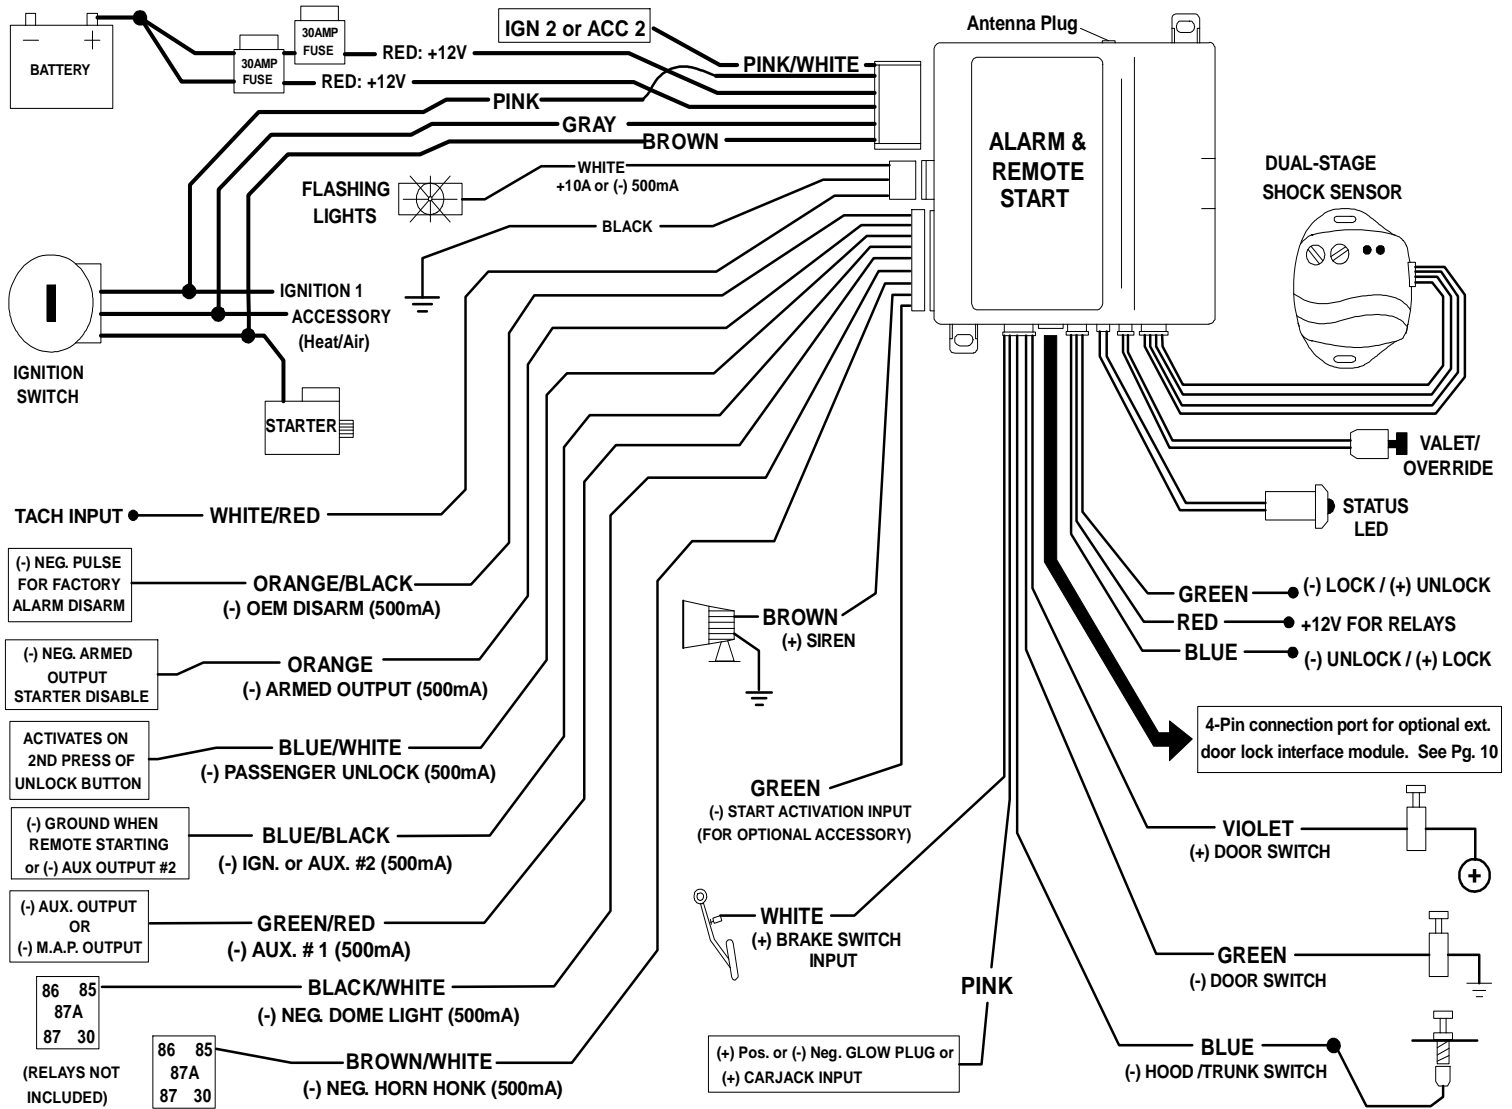 BATTERY
30AMP
FUSE
RED: +12V
30AMP
FUSE
RED: +12V
IGN 2 or ACC 2
Antenna Plug
PINK/WHITE
PINK
GRAY
BROWN
WHITE
+10A or (-) 500mA
FLASHING
LIGHTS
BLACK
ALARM &
REMOTE
START
DUAL-STAGE
SHOCK SENSOR
IGNITION 1
ACCESSORY
(Heat/Air)
IGNITION
SWITCH
STARTER
VALET/
OVERRIDE
STATUS
LED
TACH INPUT
WHITE/RED
(-) NEG. PULSE
FOR FACTORY
ALARM DISARM
ORANGE/BLACK
(-) OEM DISARM (500mA)
(-) NEG. ARMED
OUTPUT
STARTER DISABLE
ORANGE
(-) ARMED OUTPUT (500mA)
ACTIVATES ON
2ND PRESS OF
UNLOCK BUTTON
BLUE/WHITE
(-) PASSENGER UNLOCK (500mA)
(-) GROUND WHEN
REMOTE STARTING
or (-) AUX OUTPUT #2
BLUE/BLACK
(-) IGN. or AUX. #2 (500mA)
(-) AUX. OUTPUT
OR
(-) M.A.P. OUTPUT
GREEN/RED
(-) AUX. # 1 (500mA)
86 85
87A
87 30
BLACK/WHITE
(-) NEG. DOME LIGHT (500mA)
(RELAYS NOT
INCLUDED)
86 85
87A
87 30
BROWN/WHITE
(-) NEG. HORN HONK (500mA)
BROWN
(+) SIREN
GREEN
(-) START ACTIVATION INPUT
(FOR OPTIONAL ACCESSORY)
WHITE
(+) BRAKE SWITCH
INPUT
PINK
(+) Pos. or (-) Neg. GLOW PLUG or
(+) CARJACK INPUT
GREEN
(-) LOCK / (+) UNLOCK
RED
+12V FOR RELAYS
BLUE
(-) UNLOCK / (+) LOCK
4-Pin connection port for optional ext.
door lock interface module. See Pg. 10
VIOLET
(+) DOOR SWITCH
+
GREEN
(-) DOOR SWITCH
BLUE
(-) HOOD /TRUNK SWITCH